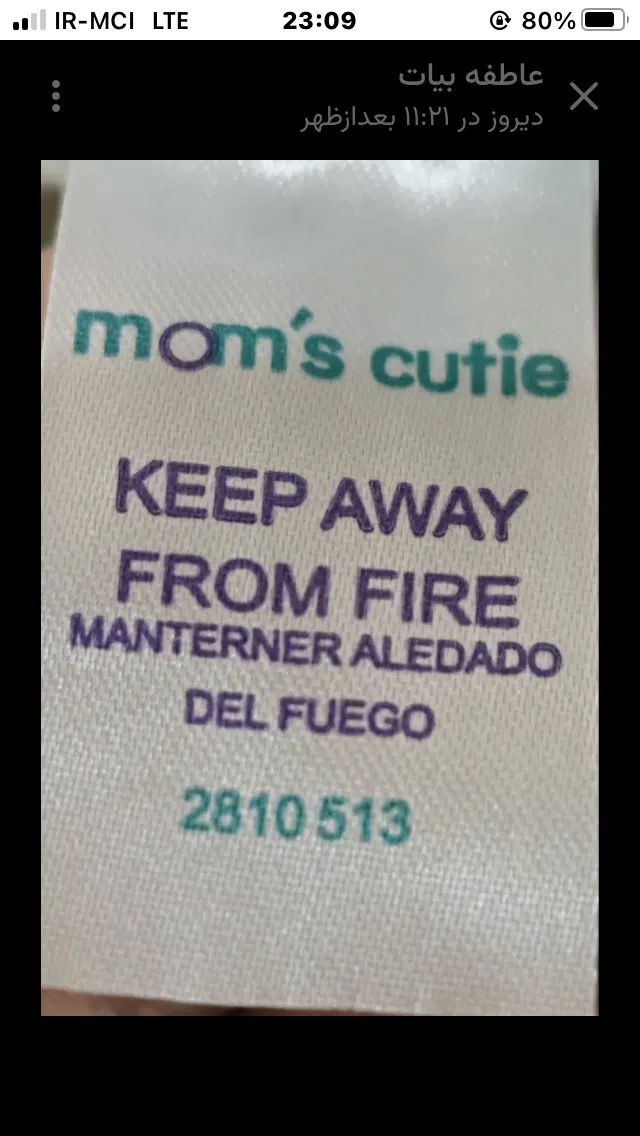 IR-MCI LTE 23:09 80%
عاطفه بیات
دیروز در ۱۱:۲۱ بعدازظهر
mom's cutie
KEEP AWAY
FROM FIRE
MANTERNER ALEDADO
DEL FUEGO
2810 513